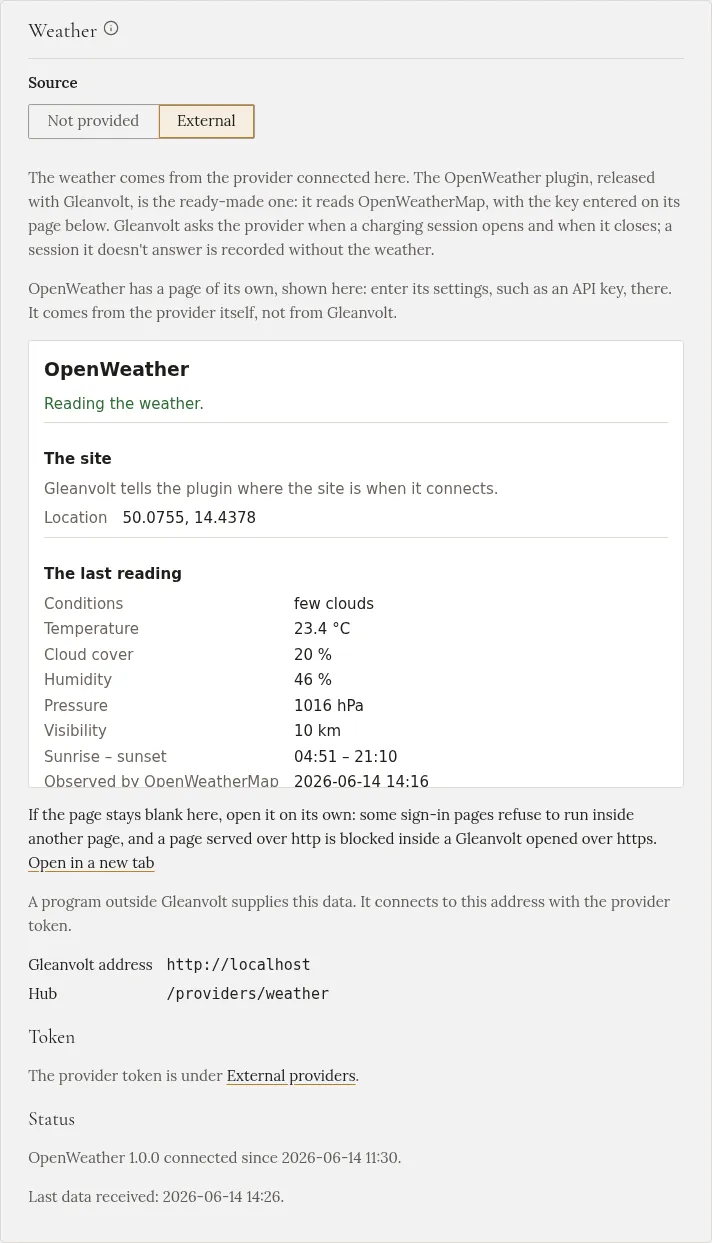 Weather
Source
Not provided
External
The weather comes from the provider connected here. The OpenWeather plugin, released
with Gleanvolt, is the ready-made one: it reads OpenWeatherMap, with the key entered on its
page below. Gleanvolt asks the provider when a charging session opens and when it closes; a
session it doesn't answer is recorded without the weather.
OpenWeather has a page of its own, shown here: enter its settings, such as an API key, there.
It comes from the provider itself, not from Gleanvolt.
OpenWeather
Reading the weather.
The site
Gleanvolt tells the plugin where the site is when it connects.
Location 50.0755, 14.4378
The last reading
Conditions few clouds
Temperature 23.4 °C
Cloud cover 20 %
Humidity 46 %
Pressure 1016 hPa
Visibility 10 km
Sunrise – sunset 04:51 – 21:10
Observed by OpenWeatherMap 2026-06-14 14:16
If the page stays blank here, open it on its own: some sign-in pages refuse to run inside
another page, and a page served over http is blocked inside a Gleanvolt opened over https.
Open in a new tab
A program outside Gleanvolt supplies this data. It connects to this address with the provider
token.
Gleanvolt address http://localhost
Hub /providers/weather
Token
The provider token is under External providers.
Status
OpenWeather 1.0.0 connected since 2026-06-14 11:30.
Last data received: 2026-06-14 14:26.